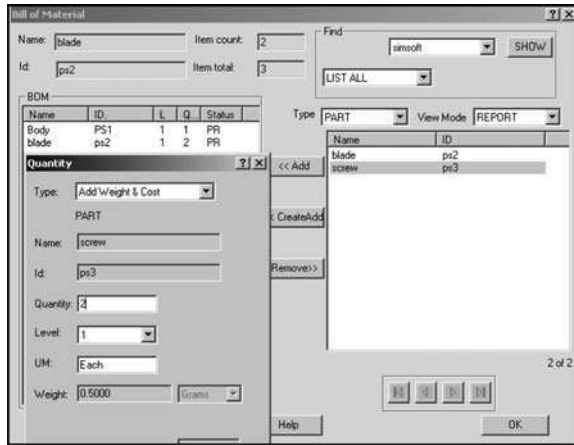 Bill of Material
Name: blade
Item count: 2
Find
simsoft
SHOW
Id: ps2
Item total: 3
LIST ALL
BOM
Name ID. L Q... Status
Body PS1 1 1 PR
blade ps2 1 2 PR
Type PART View Mode REPORT
Name ID
blade ps2
screw ps3
Quantity
<< Add
Type: Add Weight & Cost
PART
CreateAdd
Name: screw
Id: ps3
Remove>>
Quantity: 2
Level: 1
UM: Each
2 of 2
Weight: 0.5000 Grams
Help
OK